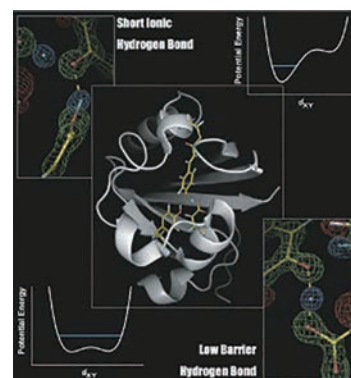 Short Ionic
Hydrogen Bond
Potential Energy
dXY
Potential Energy
dXY
Low Barrier
Hydrogen Bond